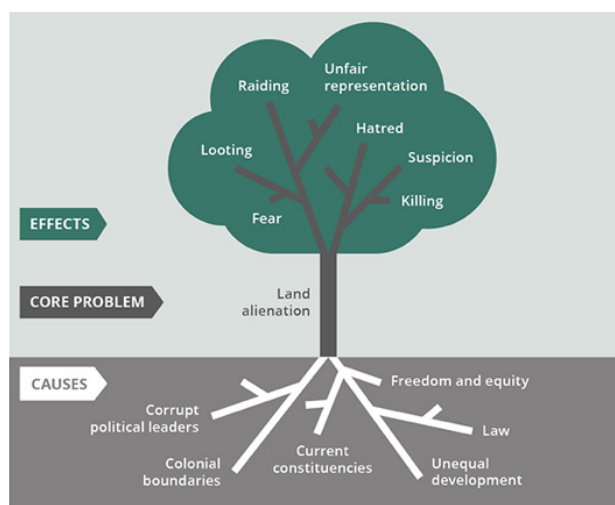 Unfair
representation
Raiding
Hatred
Looting
Suspicion
Killing
Fear
EFFECTS
CORE PROBLEM
Land
alienation
CAUSES
Freedom and equity
Corrupt
political leaders
Law
Current
constituencies
Colonial
boundaries
Unequal
development